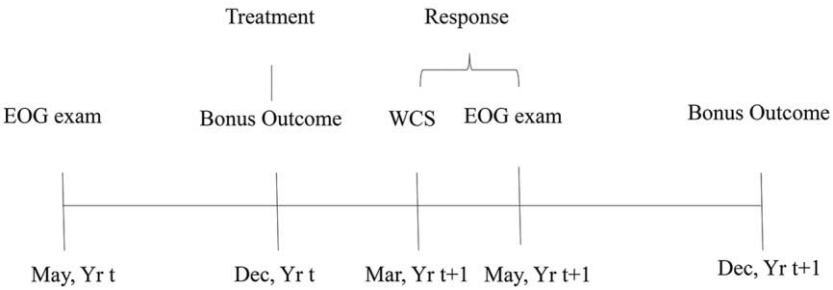 Treatment Response
EOG exam Bonus Outcome WCS EOG exam Bonus Outcome
May, Yr t Dec, Yr t Mar, Yr t+1 May, Yr t+1 Dec, Yr t+1